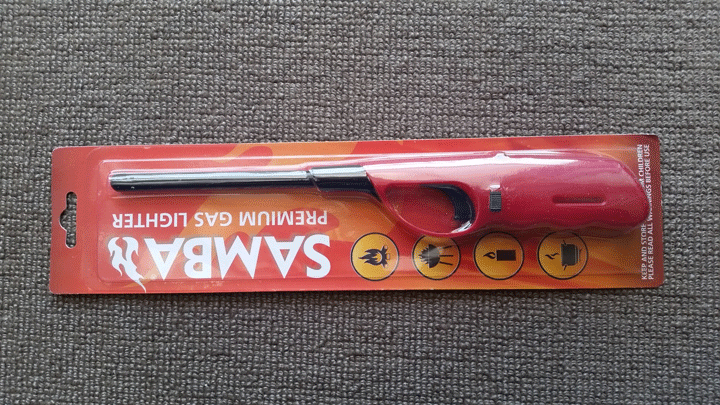 SAMBA
PREMIUM GAS LIGHTER
KEEP AND STORE CHILDREN
PLEASE READ ALL BEFORE USE